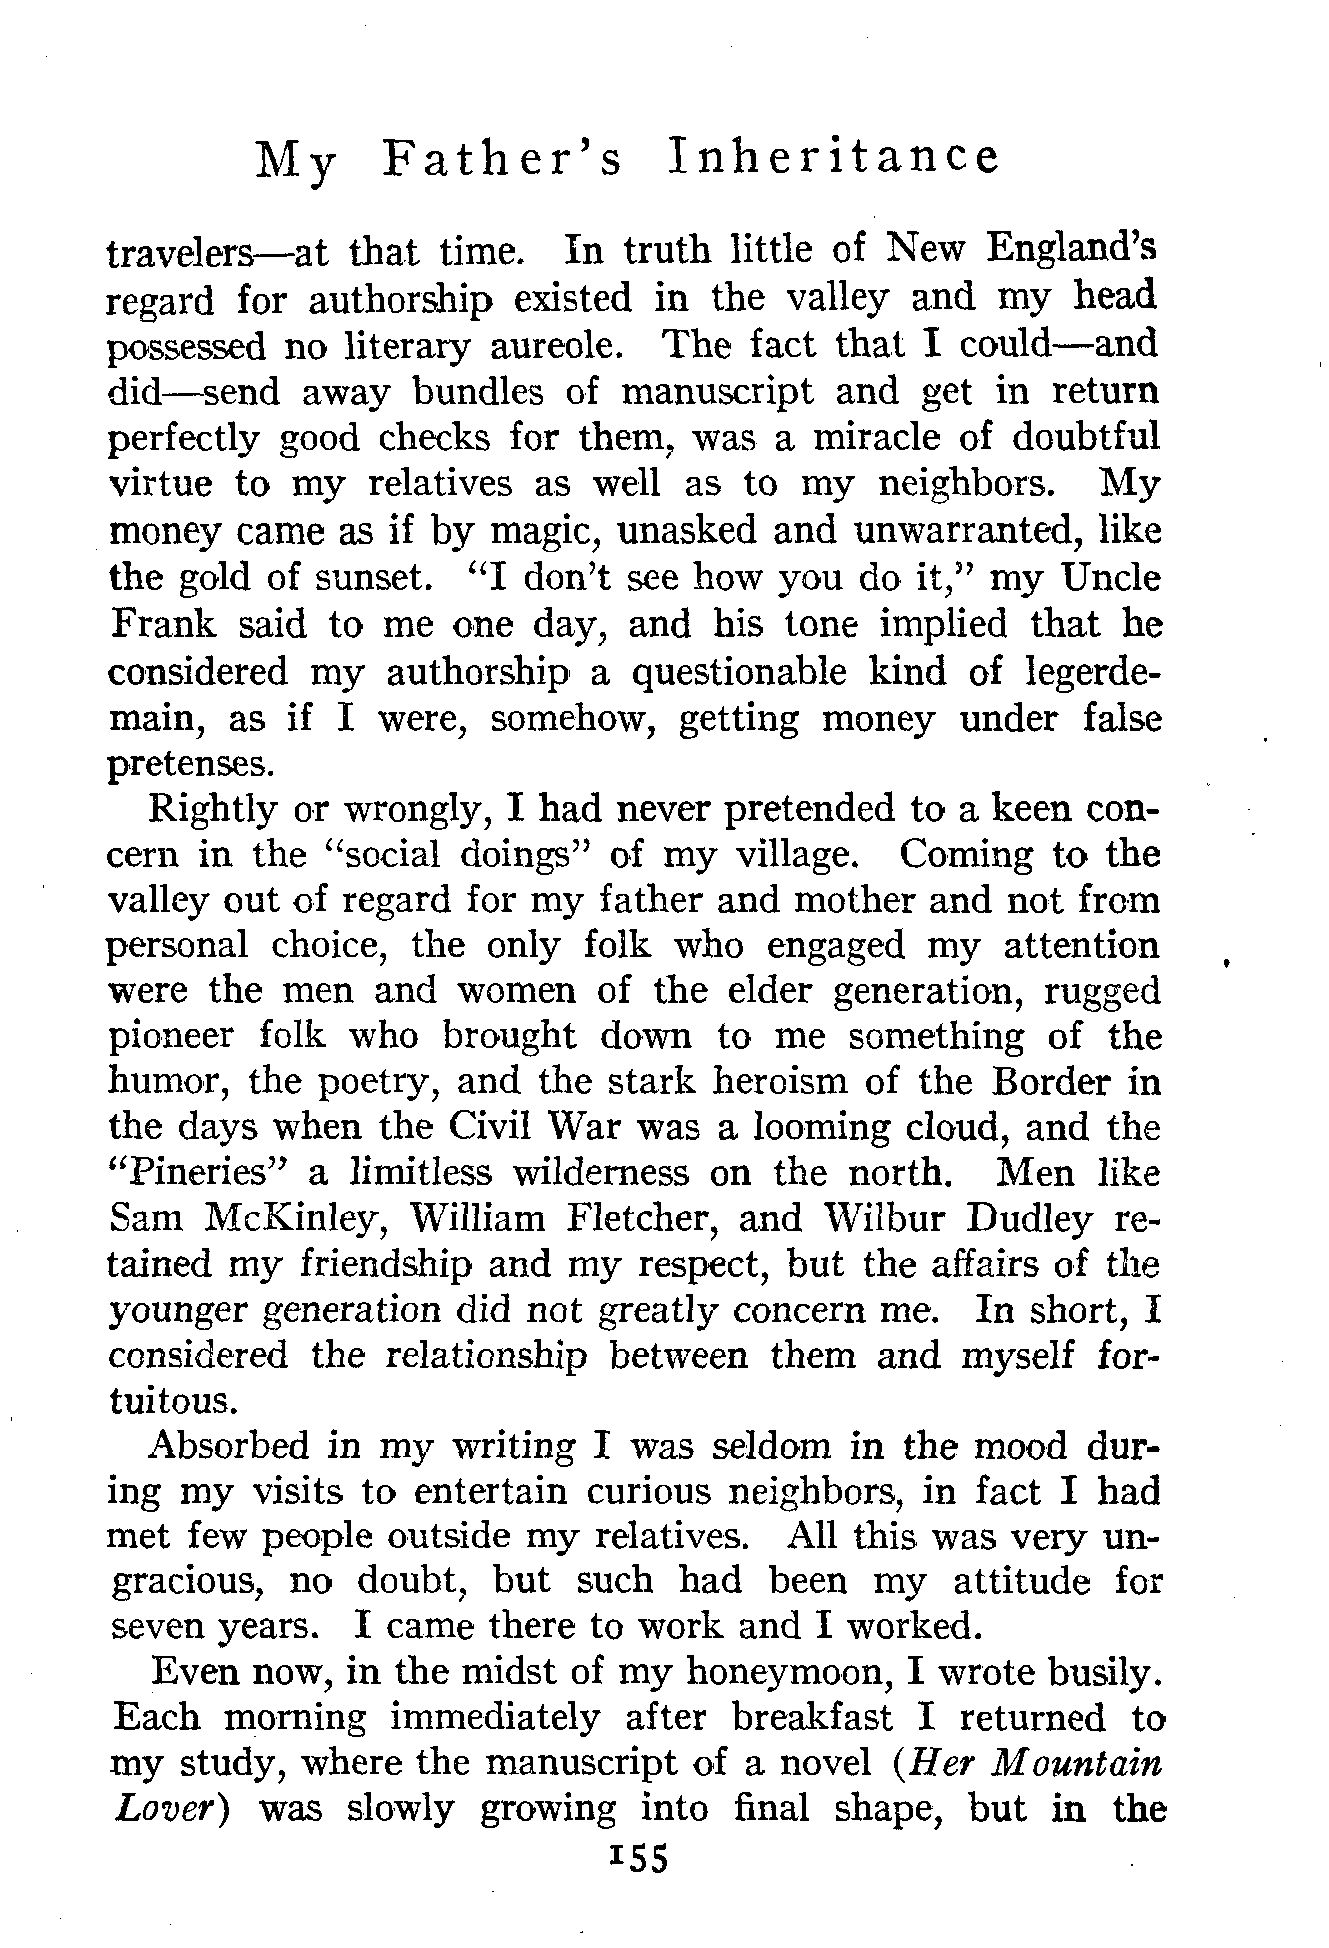 My Father's Inheritance
travelers—at that time. In truth little of New England's
regard for authorship existed in the valley and my head
possessed no literary aureole. The fact that I could—and
did—send away bundles of manuscript and get in return
perfectly good checks for them, was a miracle of doubtful
virtue to my relatives as well as to my neighbors. My
money came as if by magic, unasked and unwarranted, like
the gold of sunset. "I don't see how you do it," my Uncle
Frank said to me one day, and his tone implied that he
considered my authorship a questionable kind of legerde-
main, as if I were, somehow, getting money under false
pretenses.
Rightly or wrongly, I had never pretended to a keen con-
cern in the "social doings" of my village. Coming to the
valley out of regard for my father and mother and not from
personal choice, the only folk who engaged my attention
were the men and women of the elder generation, rugged
pioneer folk who brought down to me something of the
humor, the poetry, and the stark heroism of the Border in
the days when the Civil War was a looming cloud, and the
"Pineries" a limitless wilderness on the north. Men like
Sam McKinley, William Fletcher, and Wilbur Dudley re-
tained my friendship and my respect, but the affairs of the
younger generation did not greatly concern me. In short, I
considered the relationship between them and myself for-
tuitous.
Absorbed in my writing I was seldom in the mood dur-
ing my visits to entertain curious neighbors, in fact I had
met few people outside my relatives. All this was very un-
gracious, no doubt, but such had been my attitude for
seven years. I came there to work and I worked.
Even now, in the midst of my honeymoon, I wrote busily.
Each morning immediately after breakfast I returned to
my study, where the manuscript of a novel (Her Mountain
Lover) was slowly growing into final shape, but in the
155